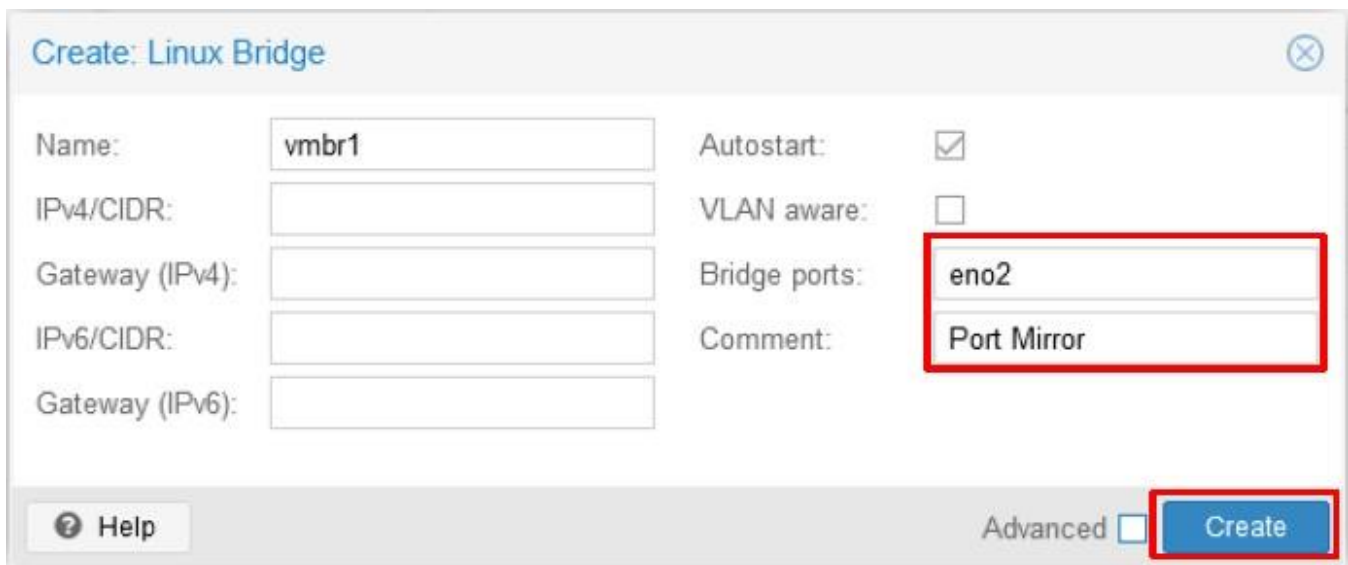 Create: Linux Bridge
Name: vmbr1
Autostart:
IPv4/CIDR:
VLAN aware:
Gateway (IPv4):
Bridge ports: eno2
IPv6/CIDR:
Comment: Port Mirror
Gateway (IPv6):
Help
Advanced
Create